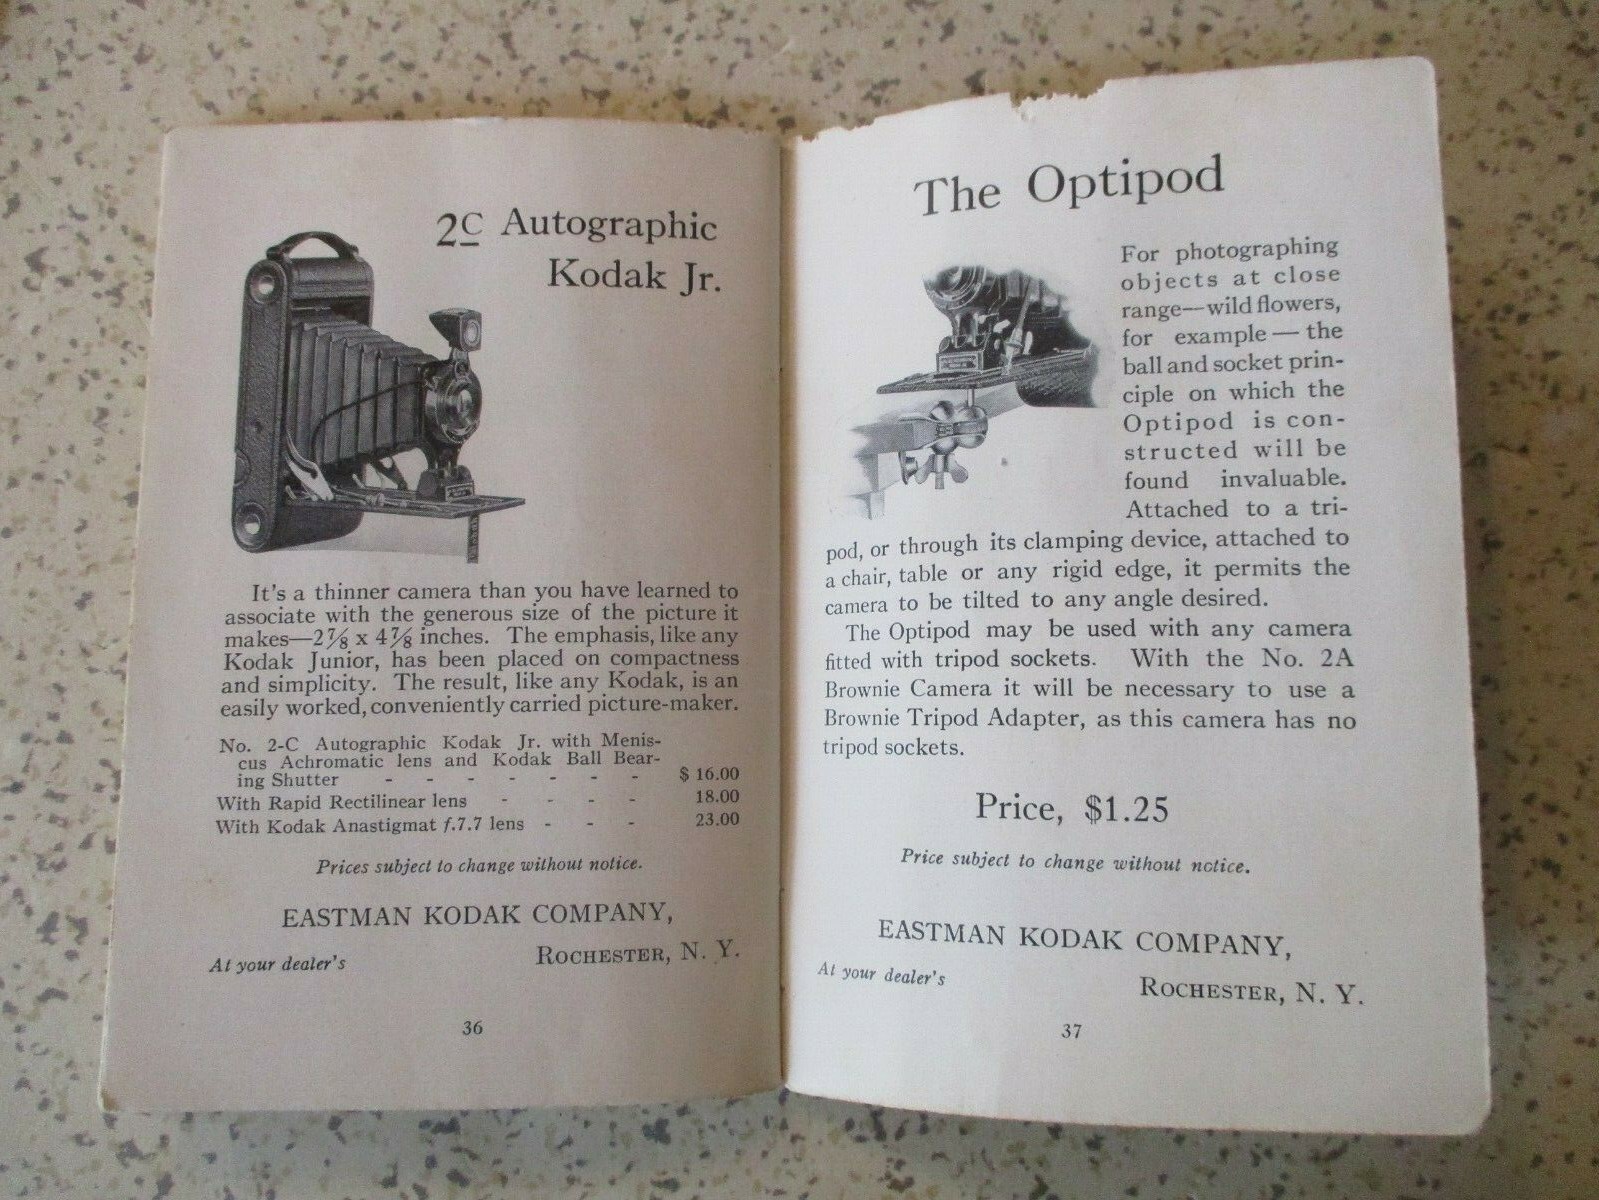 2C Autographic
Kodak Jr.
It's a thinner camera than you have learned to
associate with the generous size of the picture it
makes—2⅞ x 4⅞ inches. The emphasis, like any
Kodak Junior, has been placed on compactness
and simplicity. The result, like any Kodak, is an
easily worked, conveniently carried picture-maker.
No. 2-C Autographic Kodak Jr. with Menis-
cus Achromatic lens and Kodak Ball Bear-
ing Shutter - - - - - - - $ 16.00
With Rapid Rectilinear lens - - - - 18.00
With Kodak Anastigmat f.7.7 lens - - - 23.00
Prices subject to change without notice.
EASTMAN KODAK COMPANY,
ROCHESTER, N. Y.
At your dealer's
36
The Optipod
For photographing
objects at close
range—wild flowers,
for example — the
ball and socket prin-
ciple on which the
Optipod is con-
structed will be
found invaluable.
Attached to a tri-
pod, or through its clamping device, attached to
a chair, table or any rigid edge, it permits the
camera to be tilted to any angle desired.
The Optipod may be used with any camera
fitted with tripod sockets. With the No. 2A
Brownie Camera it will be necessary to use a
Brownie Tripod Adapter, as this camera has no
tripod sockets.
Price, $1.25
Price subject to change without notice.
EASTMAN KODAK COMPANY,
ROCHESTER, N. Y.
At your dealer's
37